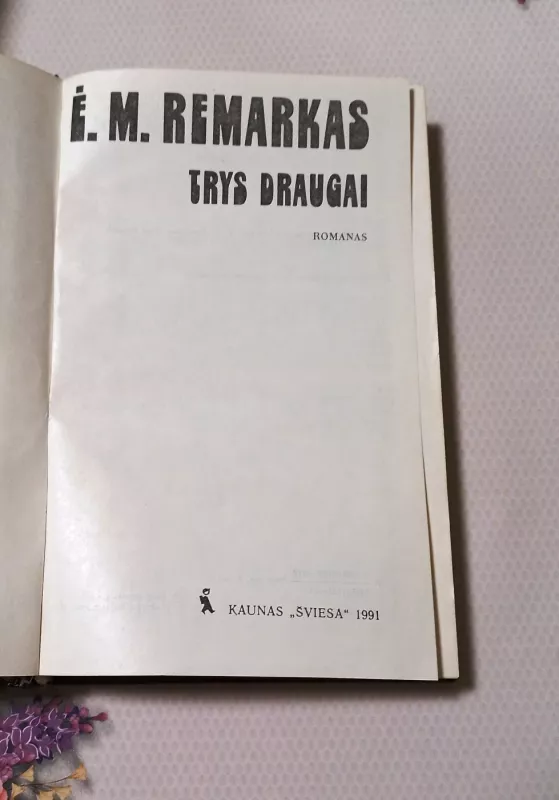 Ė. M. REMARKAS
TRYS DRAUGAI
ROMANAS
KAUNAS „ŠVIESA“ 1991